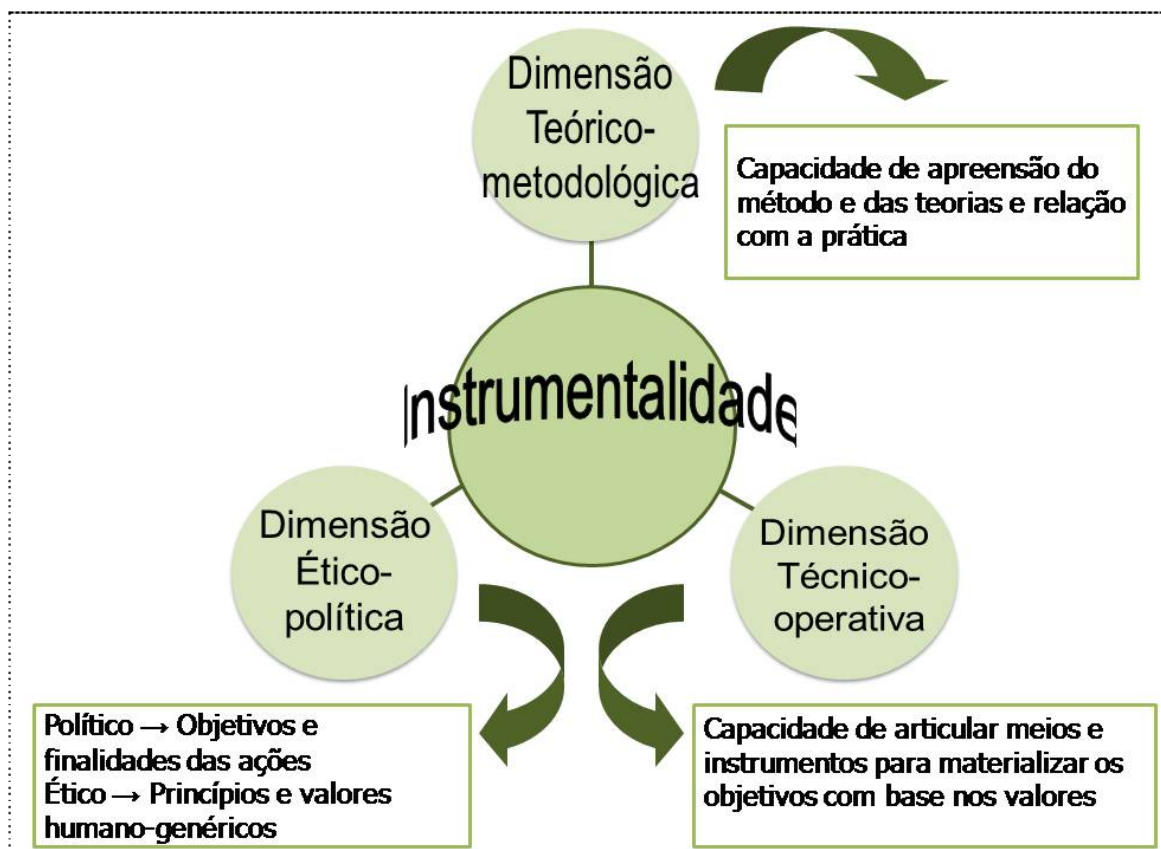 Dimensão
Teórico-
metodológica
Capacidade de apreensão do
método e das teorias e relação
com a prática
Instrumentalidade
Dimensão
Ético-
política
Dimensão
Técnico-
operativa
Político → Objetivos e
finalidades das ações
Ético → Princípios e valores
humano-genéricos
Capacidade de articular meios e
instrumentos para materializar os
objetivos com base nos valores